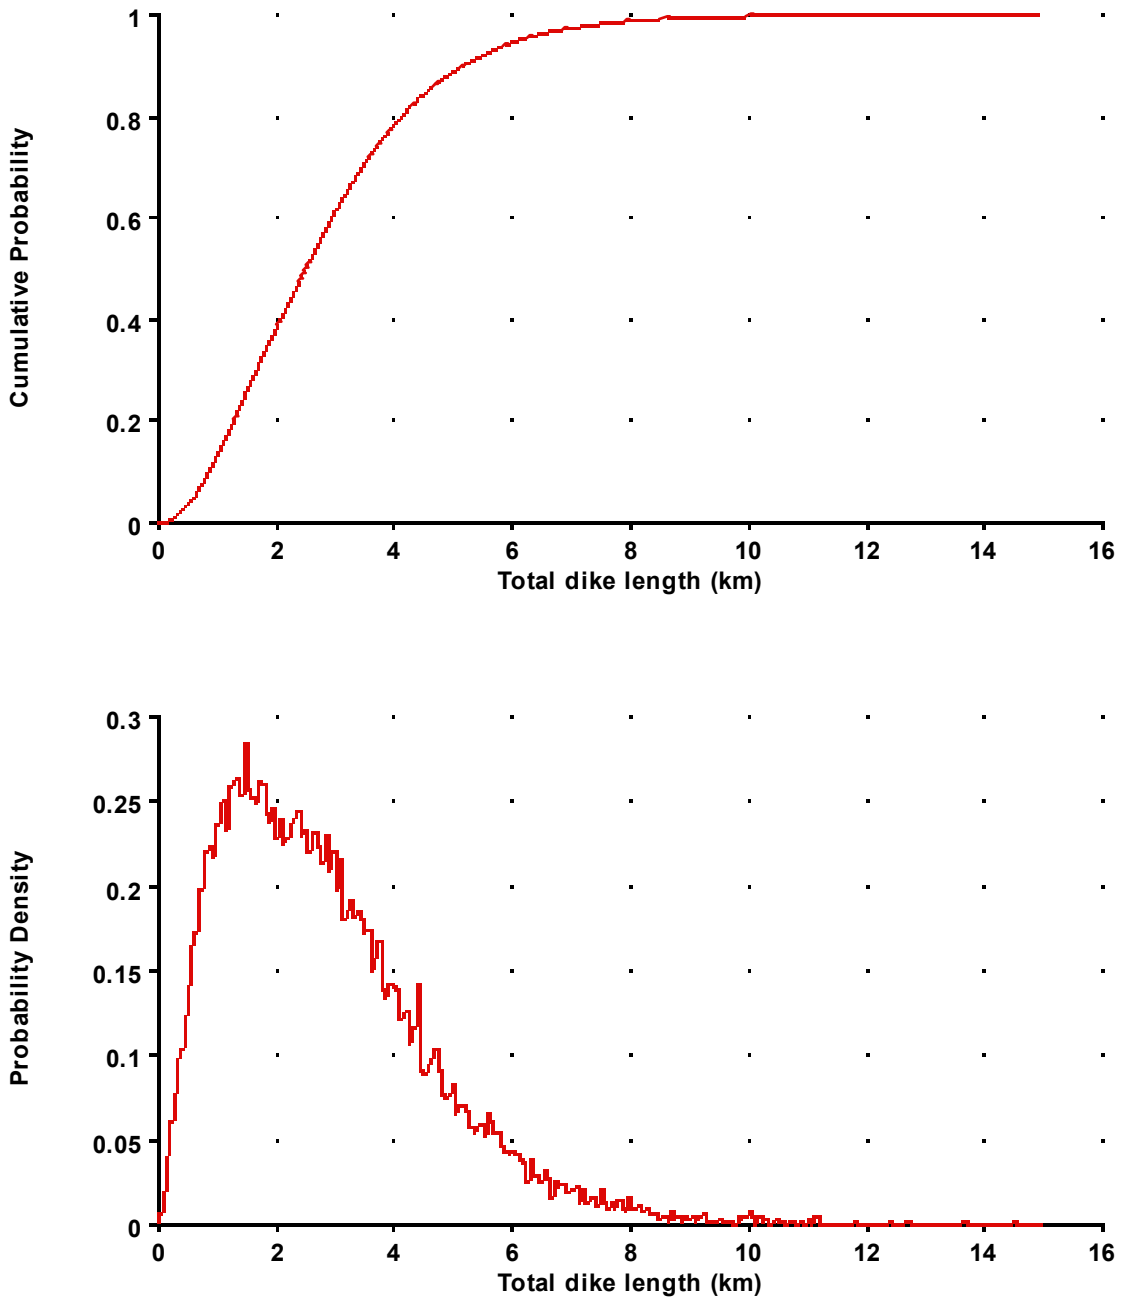 Cumulative Probability
1
0.8
0.6
0.4
0.2
0
0 2 4 6 8 10 12 14 16
Total dike length (km)
Probability Density
0.3
0.25
0.2
0.15
0.1
0.05
0
0 2 4 6 8 10 12 14 16
Total dike length (km)